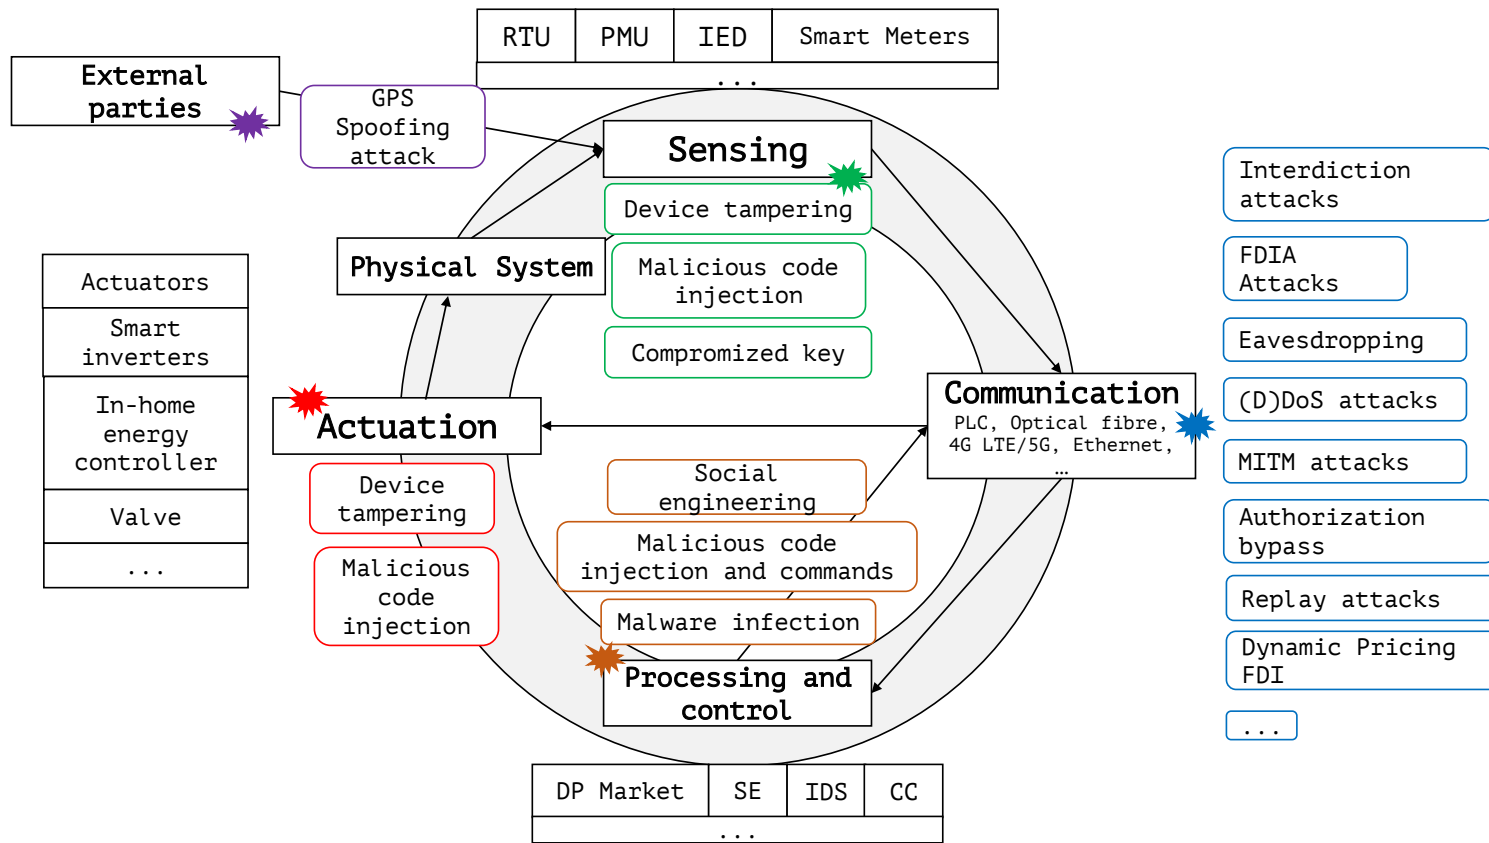 RTU
PMU
IED
Smart Meters
...
External
parties
GPS
Spoofing
attack
Sensing
Device tampering
Malicious code
injection
Compromized key
Physical System
Actuators
Smart
inverters
In-home
energy
controller
Valve
...
Actuation
Device
tampering
Malicious
code
injection
Communication
PLC, Optical fibre,
4G LTE/5G, Ethernet,
…
Social
engineering
Malicious code
injection and commands
Malware infection
Processing and
control
DP Market
SE
IDS
CC
...
Interdiction
attacks
FDIA
Attacks
Eavesdropping
(D)DoS attacks
MITM attacks
Authorization
bypass
Replay attacks
Dynamic Pricing
FDI
...